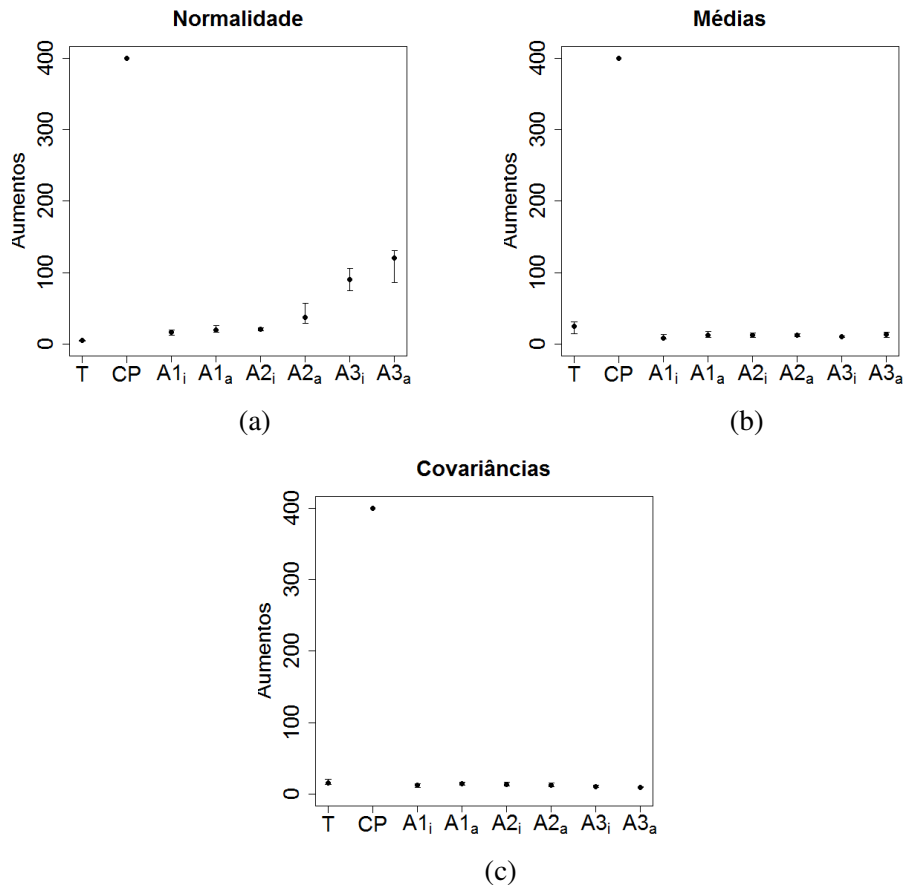 Normalidade
Aumentos
400
300
200
100
0
T CP A1i A1a A2i A2a A3i A3a
(a)
Médias
Aumentos
400
300
200
100
0
T CP A1i A1a A2i A2a A3i A3a
(b)
Covariâncias
Aumentos
400
300
200
100
0
T CP A1i A1a A2i A2a A3i A3a
(c)